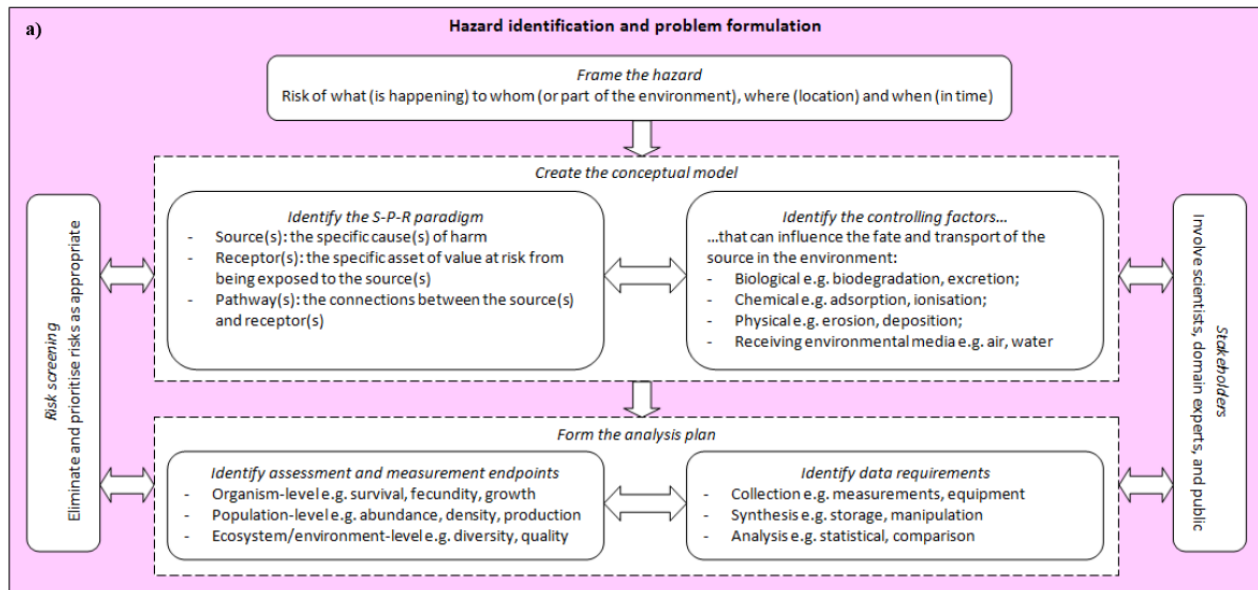 a)
Hazard identification and problem formulation
Frame the hazard
Risk of what (is happening) to whom (or part of the environment), where (location) and when (in time)
Create the conceptual model
Identify the S-P-R paradigm
- Source(s): the specific cause(s) of harm
- Receptor(s): the specific asset of value at risk from
being exposed to the source(s)
- Pathway(s): the connections between the source(s)
and receptor(s)
Identify the controlling factors...
...that can influence the fate and transport of the
source in the environment:
- Biological e.g. biodegradation, excretion;
- Chemical e.g. adsorption, ionisation;
- Physical e.g. erosion, deposition;
- Receiving environmental media e.g. air, water
Risk screening
Eliminate and prioritise risks as appropriate
Stakeholders
Involve scientists, domain experts, and public
Form the analysis plan
Identify assessment and measurement endpoints
- Organism-level e.g. survival, fecundity, growth
- Population-level e.g. abundance, density, production
- Ecosystem/environment-level e.g. diversity, quality
Identify data requirements
- Collection e.g. measurements, equipment
- Synthesis e.g. storage, manipulation
- Analysis e.g. statistical, comparison